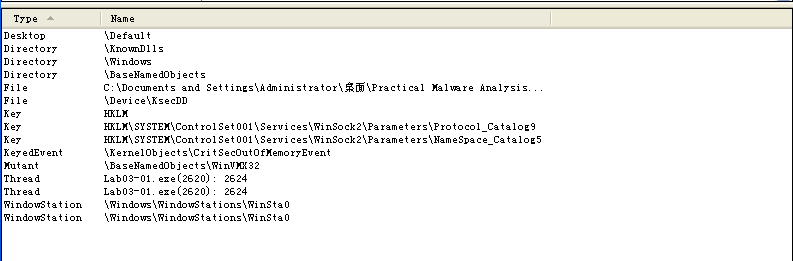 Type Name
Desktop \Default
Directory \KnownDlls
Directory \Windows
Directory \BaseNamedObjects
File C:\Documents and Settings\Administrator\桌面\Practical Malware Analysis...
File \Device\KsecDD
Key HKLM
Key HKLM\SYSTEM\ControlSet001\Services\WinSock2\Parameters\Protocol_Catalog9
Key HKLM\SYSTEM\ControlSet001\Services\WinSock2\Parameters\NameSpace_Catalog5
KeyedEvent \KernelObjects\CritSecOutOfMemoryEvent
Mutant \BaseNamedObjects\WinVMX32
Thread Lab03-01.exe(2620): 2624
Thread Lab03-01.exe(2620): 2624
WindowStation \Windows\WindowStations\WinSta0
WindowStation \Windows\WindowStations\WinSta0